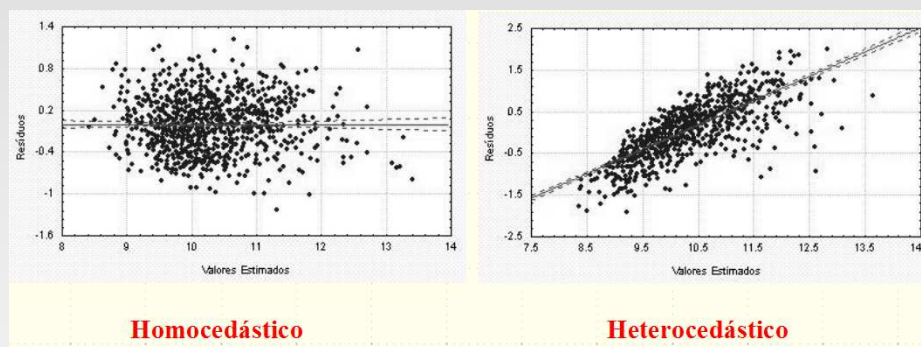 1.4
0.8
0.2
-0.4
-1
-1.6
Resíduos
8 9 10 11 12 13 14
Valores Estimados
2.5
1.5
0.5
-0.5
-1.5
-2.5
Resíduos
7.5 8.5 9.5 10.5 11.5 12.5 13.5 14
Valores Estimados
Homocedástico
Heterocedástico